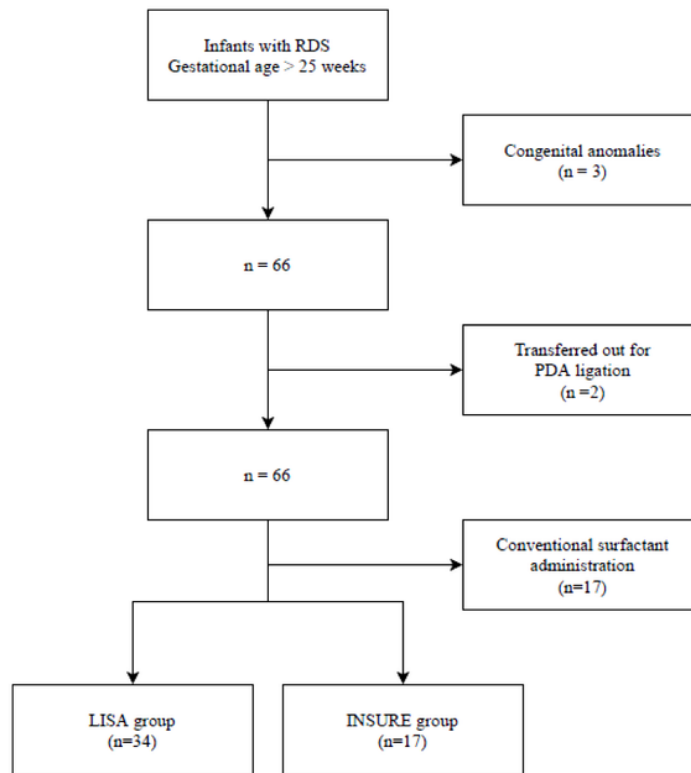 Infants with RDS
Gestational age > 25 weeks
Congenital anomalies
(n = 3)
n = 66
Transferred out for
PDA ligation
(n =2)
n = 66
Conventional surfactant
administration
(n=17)
LISA group
(n=34)
INSURE group
(n=17)